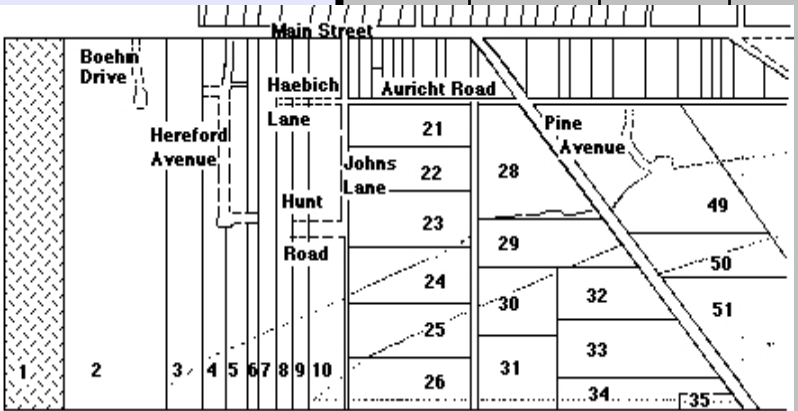 Main Street
Boehm
Drive
Haebich
Lane
Auricht Road
Hereford
Avenue
Pine
Avenue
Johns
Lane
Hunt
Road
21
22
23
24
25
26
28
29
30
31
32
33
34
35
49
50
51
1
2
3
4
5
6
7
8
9
10